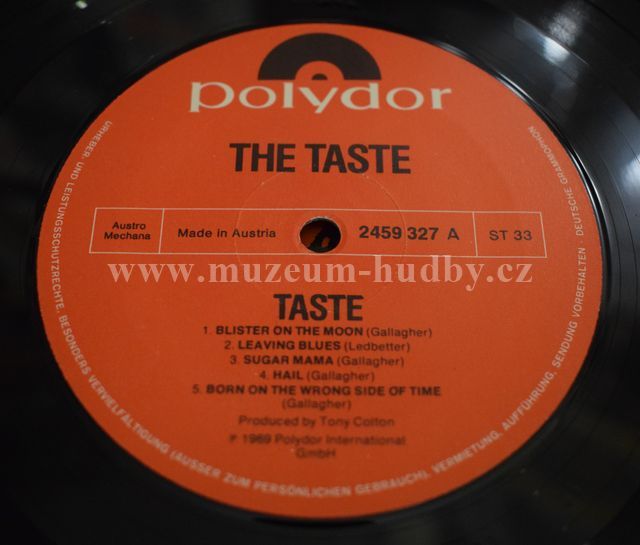 polydor
THE TASTE
Austro
Mechana
Made in Austria
2459 327 A
ST 33
www.muzeum-hudby.cz
TASTE
1. BLISTER ON THE MOON (Gallagher)
2. LEAVING BLUES (Ledbetter)
3. SUGAR MAMA (Gallagher)
4. HAIL (Gallagher)
5. BORN ON THE WRONG SIDE OF TIME
(Gallagher)
Produced by Tony Colton
℗ 1969 Polydor International
GmbH
URHEBER- UND LEISTUNGSSCHUTZRECHTE, BESONDERS VERVIELFÄLTIGUNG (AUSSER ZUM PERSÖNLICHEN GEBRAUCH), VERMIETUNG, AUFFÜHRUNG, SENDUNG VORBEHALTEN DEUTSCHE GRAMMOPHON